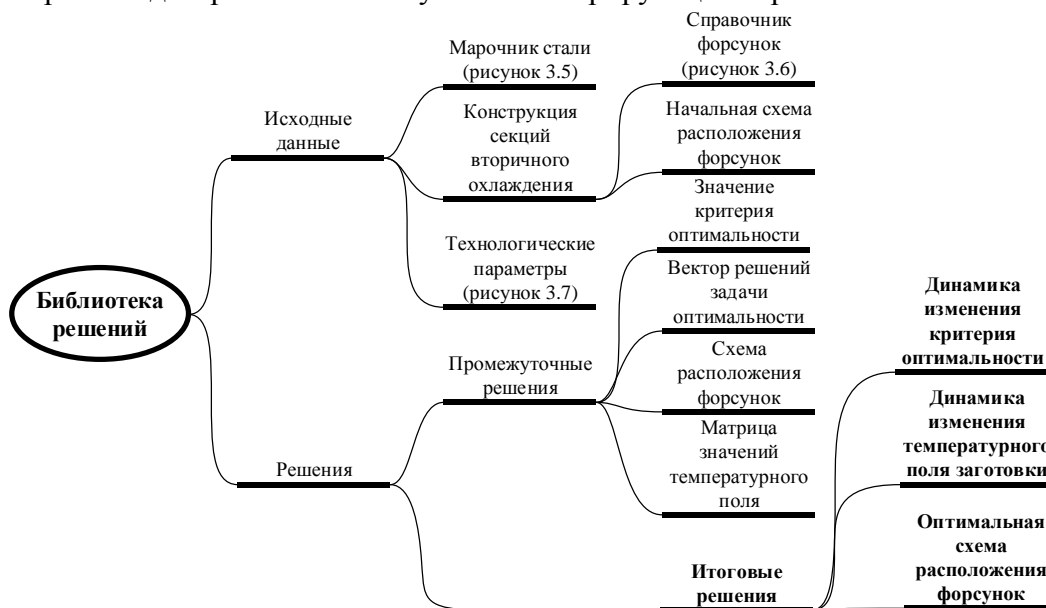 Марочник стали
(рисунок 3.5)
Справочник
форсунок
(рисунок 3.6)
Исходные
данные
Конструкция
секций
вторичного
охлаждения
Начальная схема
расположения
форсунок
Технологические
параметры
(рисунок 3.7)
Значение
критерия
оптимальности
Библиотека
решений
Вектор решений
задачи
оптимальности
Промежуточные
решения
Схема
расположения
форсунок
Матрица
значений
температурного
поля
Решения
Динамика
изменения
критерия
оптимальности
Динамика
изменения
температурного
поля заготовки
Итоговые
решения
Оптимальная
схема
расположения
форсунок